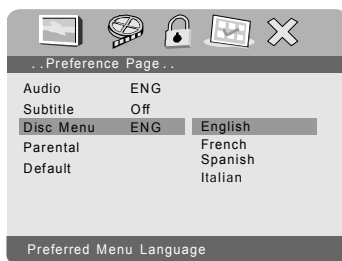 ..Preference Page..
Audio ENG
Subtitle Off
Disc Menu ENG English
Parental French
Spanish
Default Italian
Preferred Menu Language